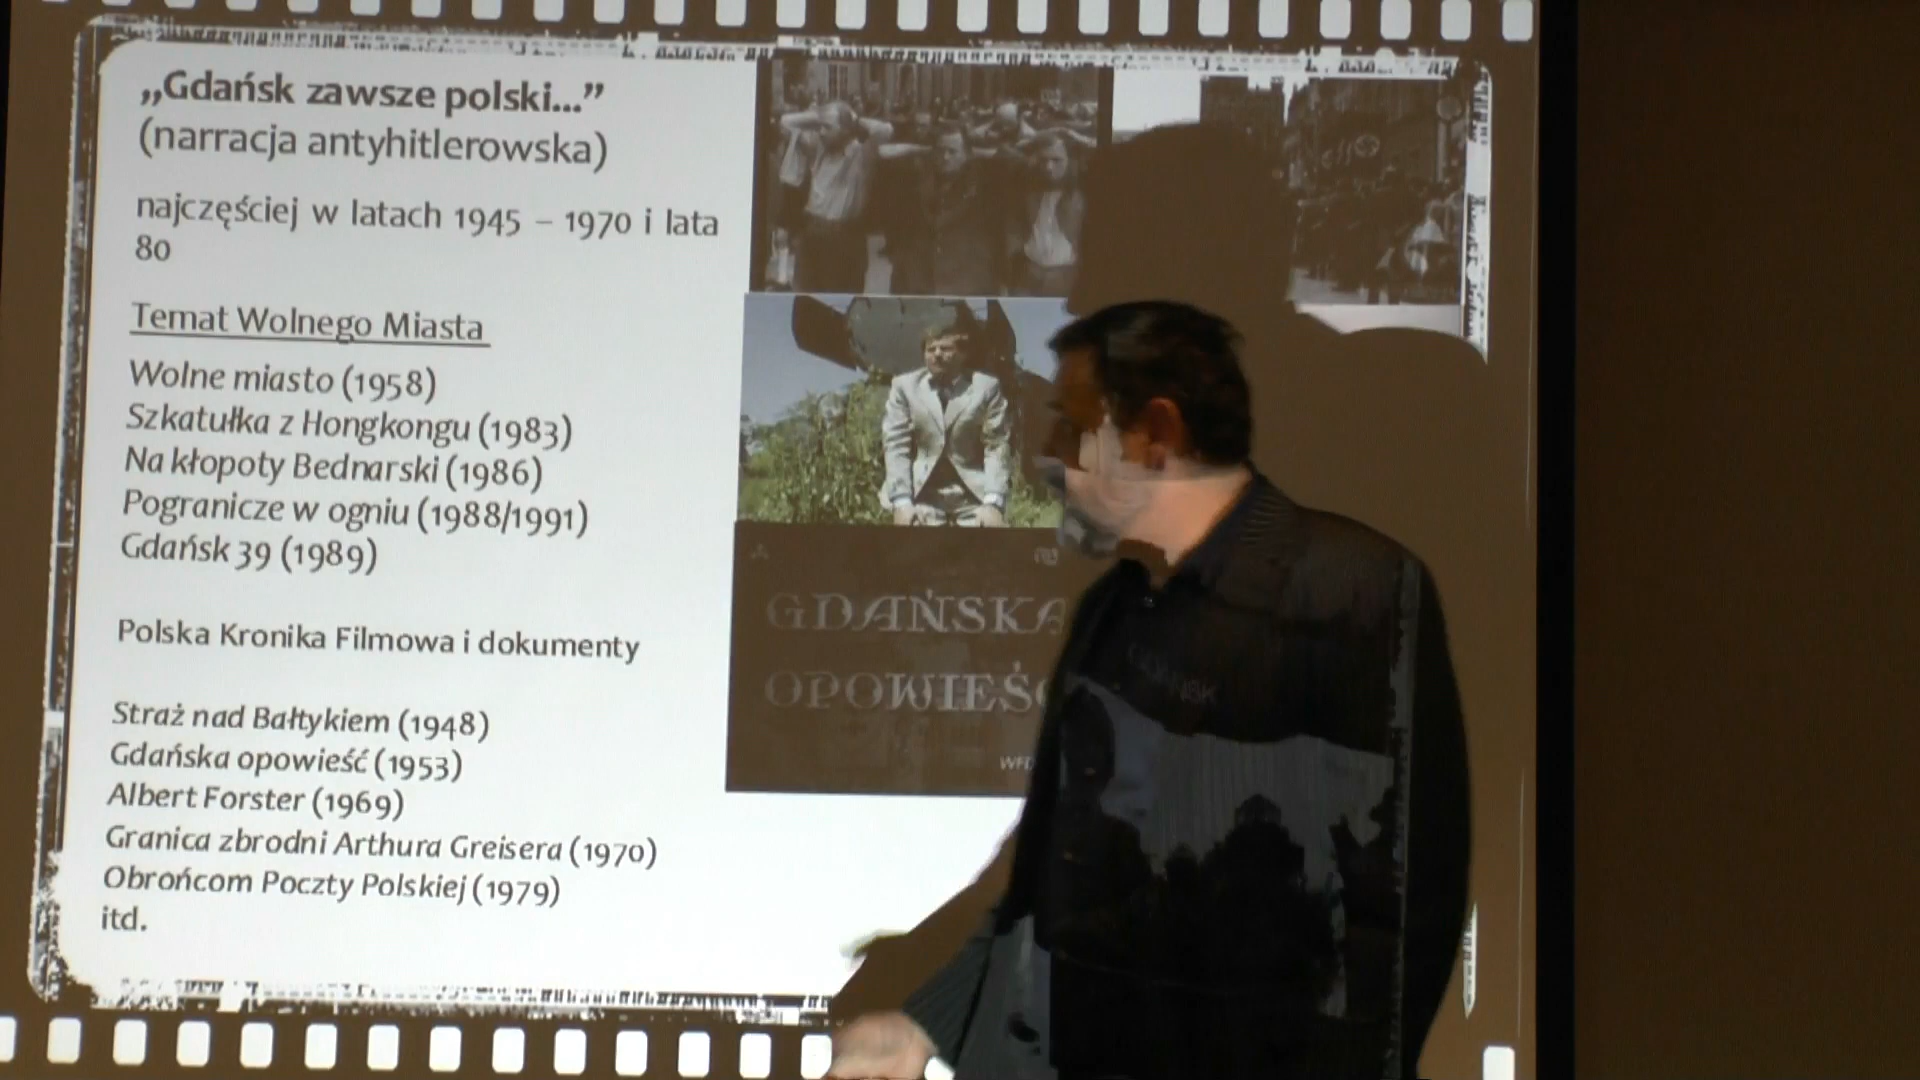 „Gdańsk zawsze polski...”
(narracja antyhitlerowska)
najczęściej w latach 1945 – 1970 i lata
80
Temat Wolnego Miasta
Wolne miasto (1958)
Szkatułka z Hongkongu (1983)
Na kłopoty Bednarski (1986)
Pogranicze w ogniu (1988/1991)
Gdańsk 39 (1989)
Polska Kronika Filmowa i dokumenty
Straż nad Bałtykiem (1948)
Gdańska opowieść (1953)
Albert Forster (1969)
Granica zbrodni Arthura Greisera (1970)
Obrońcom Poczty Polskiej (1979)
itd.
GDAŃSKA